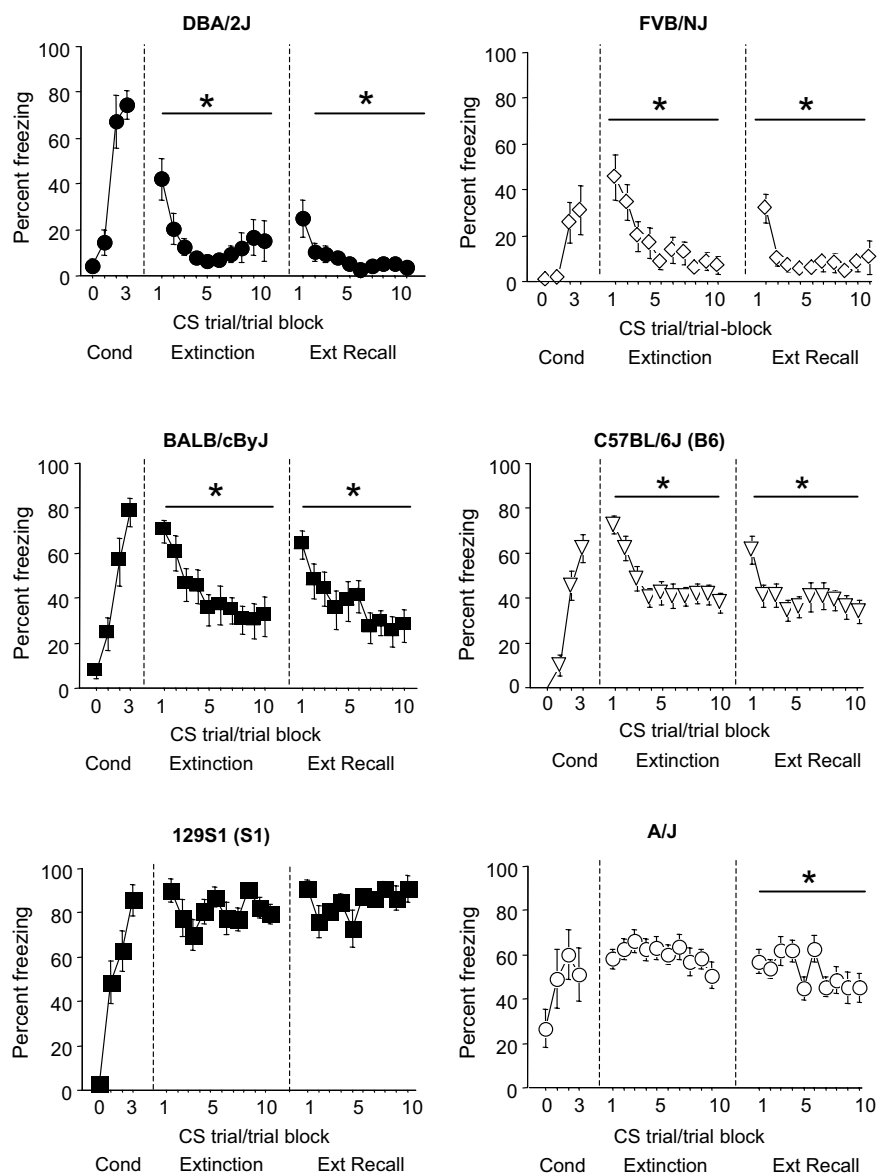 DBA/2J
100
80
60
40
20
0
Percent freezing
*
*
0 3 1 5 10 1 5 10
CS trial/trial block
Cond Extinction Ext Recall
FVB/NJ
100
80
60
40
20
0
Percent freezing
*
*
0 3 1 5 10 1 5 10
CS trial/trial-block
Cond Extinction Ext Recall
BALB/cByJ
100
80
60
40
20
0
Percent freezing
*
*
0 3 1 5 10 1 5 10
CS trial/trial block
Cond Extinction Ext Recall
C57BL/6J (B6)
100
80
60
40
20
0
Percent freezing
*
*
0 3 1 5 10 1 5 10
CS trial/trial block
Cond Extinction Ext Recall
129S1 (S1)
100
80
60
40
20
0
Percent freezing
0 3 1 5 10 1 5 10
CS trial/trial block
Cond Extinction Ext Recall
A/J
100
80
60
40
20
0
Percent freezing
*
0 3 1 5 10 1 5 10
CS trial/trial block
Cond Extinction Ext Recall